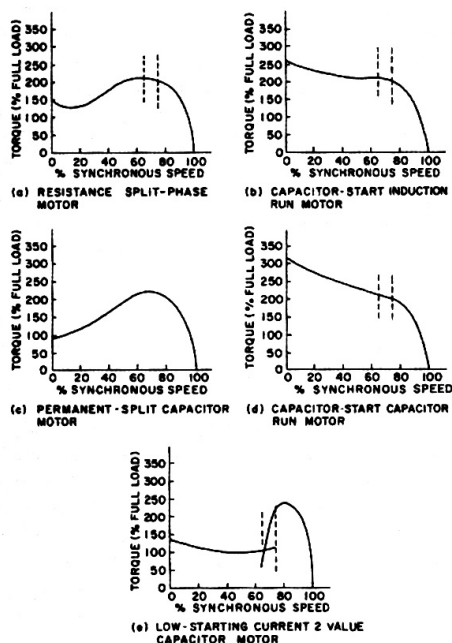 TORQUE (% FULL LOAD)
350
300
250
200
150
100
50
0
0 20 40 60 80 100
% SYNCHRONOUS SPEED
(a) RESISTANCE SPLIT-PHASE
MOTOR
TORQUE (% FULL LOAD)
350
300
250
200
150
100
50
0
0 20 40 60 80 100
% SYNCHRONOUS SPEED
(b) CAPACITOR-START INDUCTION
RUN MOTOR
TORQUE (% FULL LOAD)
350
300
250
200
150
100
50
0
0 20 40 60 80 100
% SYNCHRONOUS SPEED
(c) PERMANENT-SPLIT CAPACITOR
MOTOR
TORQUE (% FULL LOAD)
350
300
250
200
150
100
50
0
0 20 40 60 80 100
% SYNCHRONOUS SPEED
(d) CAPACITOR-START CAPACITOR
RUN MOTOR
TORQUE (% FULL LOAD)
350
300
250
200
150
100
50
0
0 20 40 60 80 100
% SYNCHRONOUS SPEED
(e) LOW-STARTING CURRENT 2 VALUE
CAPACITOR MOTOR